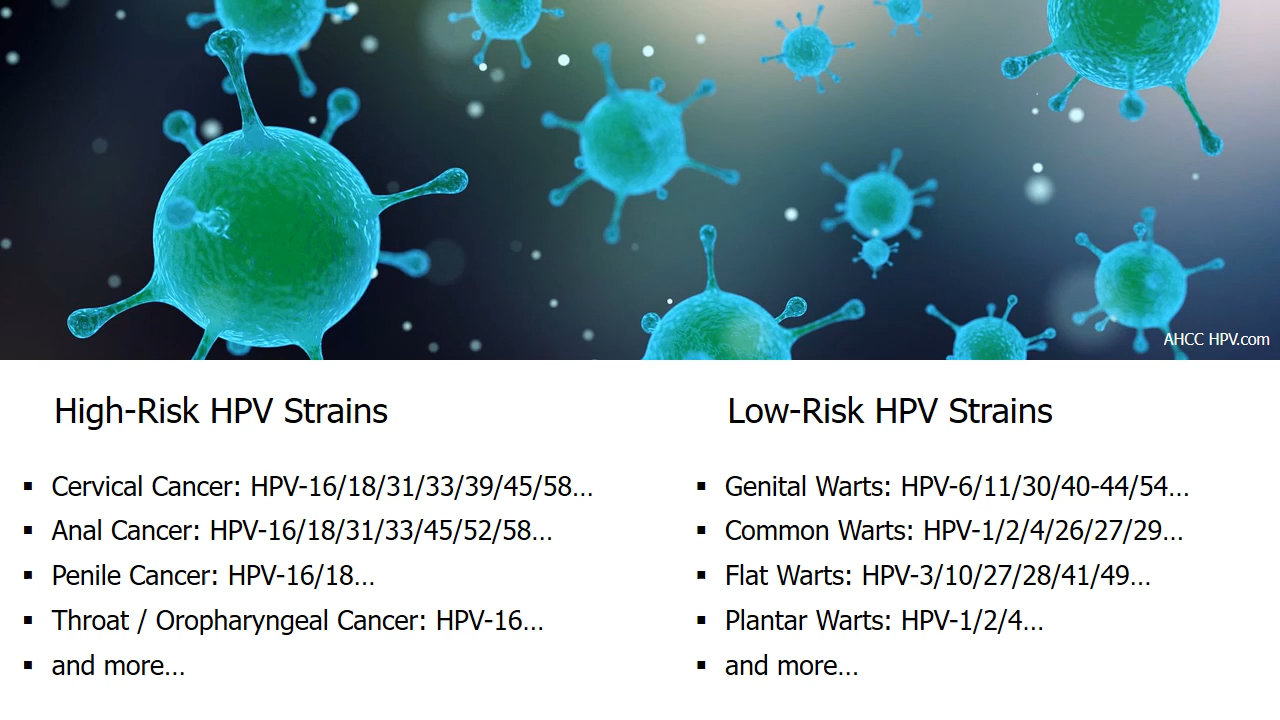 AHCC HPV.com
High-Risk HPV Strains
▪ Cervical Cancer: HPV-16/18/31/33/39/45/58…
▪ Anal Cancer: HPV-16/18/31/33/45/52/58…
▪ Penile Cancer: HPV-16/18…
▪ Throat / Oropharyngeal Cancer: HPV-16…
▪ and more…
Low-Risk HPV Strains
▪ Genital Warts: HPV-6/11/30/40-44/54…
▪ Common Warts: HPV-1/2/4/26/27/29…
▪ Flat Warts: HPV-3/10/27/28/41/49…
▪ Plantar Warts: HPV-1/2/4…
▪ and more…